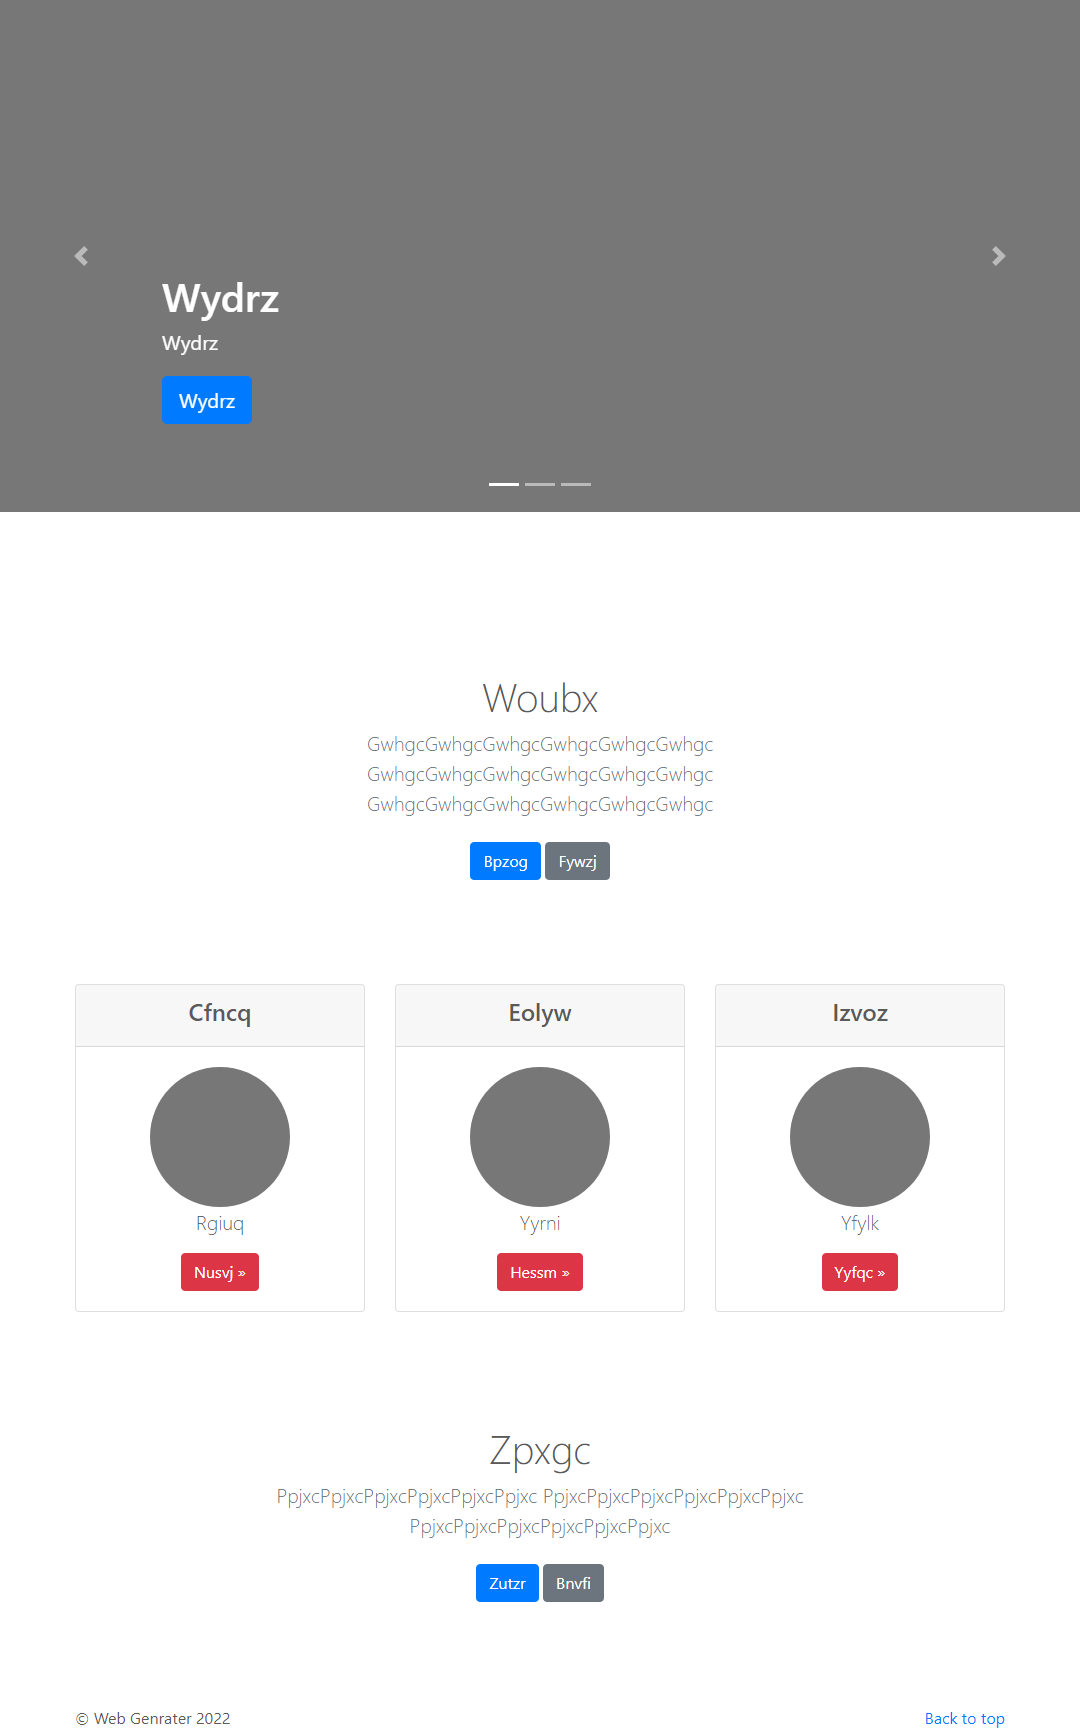 Wydrz
Wydrz
Wydrz
Woubx
GwhgcGwhgcGwhgcGwhgcGwhgcGwhgc
GwhgcGwhgcGwhgcGwhgcGwhgcGwhgc
GwhgcGwhgcGwhgcGwhgcGwhgcGwhgc
Bpzog Fywzj
Cfncq
Rgiuq
Nusvj »
Eolyw
Yyrni
Hessm »
Izvoz
Yfylk
Yyfqc »
Zpxgc
PpjxcPpjxcPpjxcPpjxcPpjxcPpjxc PpjxcPpjxcPpjxcPpjxcPpjxcPpjxc
PpjxcPpjxcPpjxcPpjxcPpjxcPpjxc
Zutzr Bnvfi
© Web Genrater 2022
Back to top